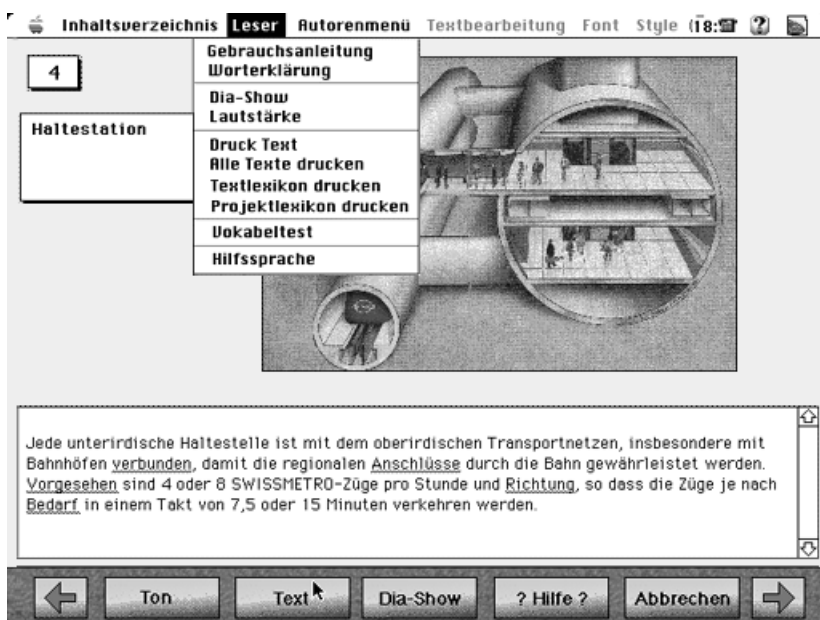 Inhaltsverzeichnis Leser Autorenmenü Textbearbeitung Font Style
4
Haltestation
Gebrauchsanleitung
Worterklärung
Dia-Show
Lautstärke
Druck Text
Alle Texte drucken
Textlexikon drucken
Projektlexikon drucken
Vokabeltest
Hilfssprache
Jede unterirdische Haltestelle ist mit dem oberirdischen Transportnetzen, insbesondere mit
Bahnhöfen verbunden, damit die regionalen Anschlüsse durch die Bahn gewährleistet werden.
Vorgesehen sind 4 oder 8 SWISSMETRO-Züge pro Stunde und Richtung, so dass die Züge je nach
Bedarf in einem Takt von 7,5 oder 15 Minuten verkehren werden.
Ton Text Dia-Show ? Hilfe ? Abbrechen